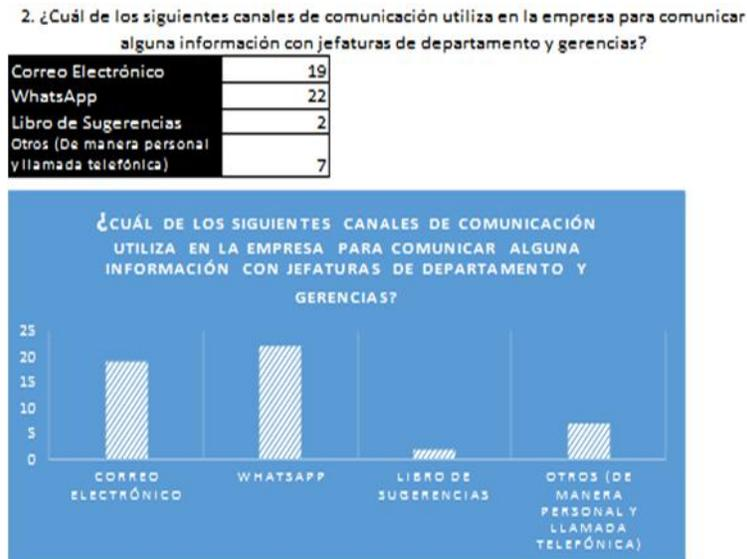 2. ¿Cuál de los siguientes canales de comunicación utiliza en la empresa para comunicar
alguna información con jefaturas de departamento y gerencias?
Correo Electrónico 19
WhatsApp 22
Libro de Sugerencias 2
Otros (De manera personal
y llamada telefónica) 7
¿CUÁL DE LOS SIGUIENTES CANALES DE COMUNICACIÓN
UTILIZA EN LA EMPRESA PARA COMUNICAR ALGUNA
INFORMACIÓN CON JEFATURAS DE DEPARTAMENTO Y
GERENCIAS?
25
20
15
10
5
0
CORREO
ELECTRÓNICO
WHATSAPP
LIBRO DE
SUGERENCIAS
OTROS (DE
MANERA
PERSONAL Y
LLAMADA
TELEFÓNICA)